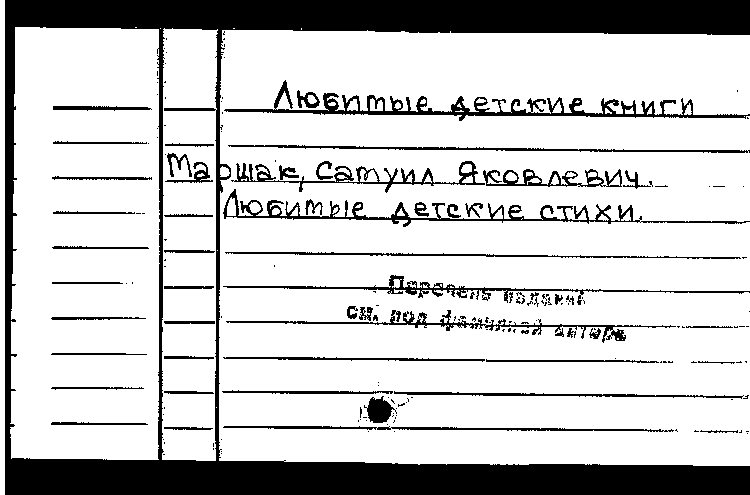 Любимые детские книги
Маршак, Самуил Яковлевич.
Любимые детские стихи.
Перечень изданий
см. под фамилией автора